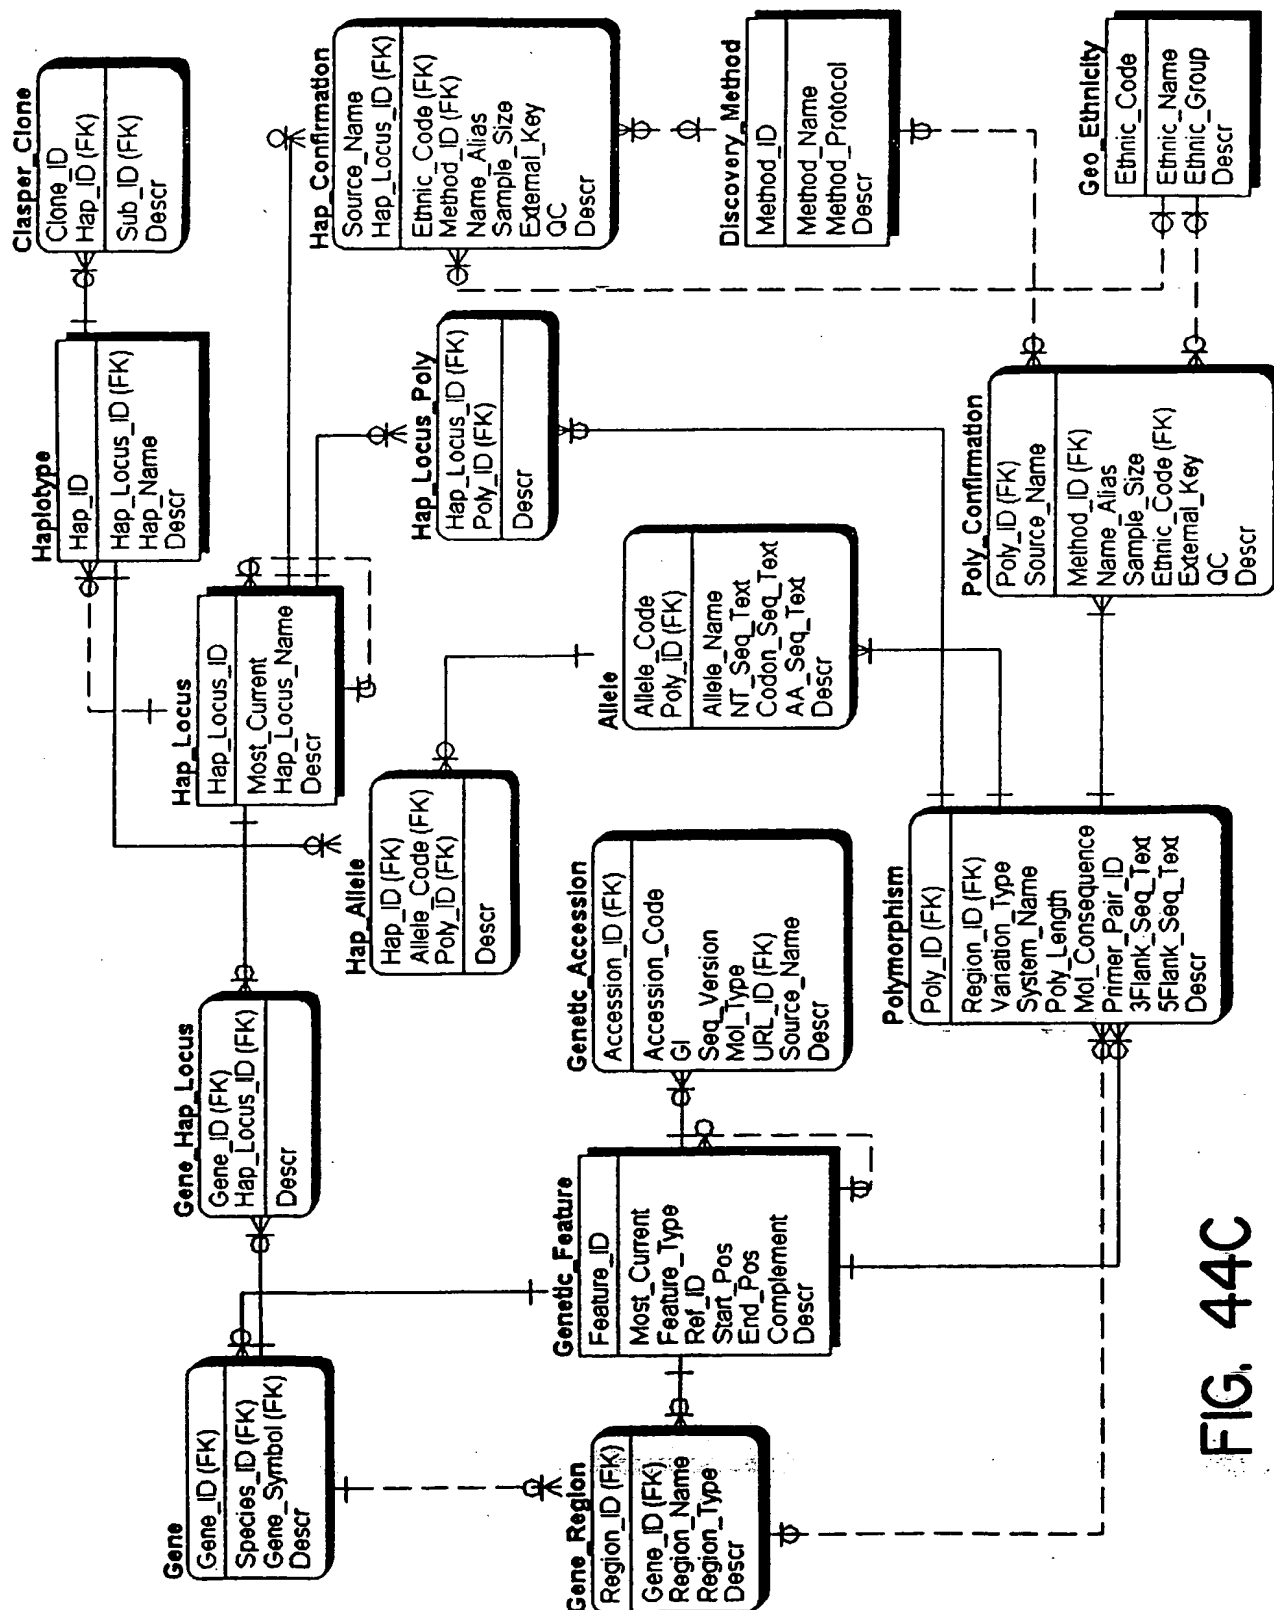 Gene
Gene_ID (FK)
Species_ID (FK)
Gene_Symbol (FK)
Descr
Gene_Hap_Locus
Gene_ID (FK)
Hap_Locus_ID (FK)
Descr
Hap_Locus
Hap_Locus_ID
Most_Current
Hap_Locus_Name
Descr
Haplotype
Hap_ID
Hap_Locus_ID (FK)
Hap_Name
Descr
Clasper_Clone
Clone_ID
Hap_ID (FK)
Sub_ID (FK)
Descr
Hap_Allele
Hap_ID (FK)
Allele_Code (FK)
Poly_ID (FK)
Descr
Hap_Locus_Poly
Hap_Locus_ID (FK)
Poly_ID (FK)
Descr
Hap_Confirmation
Source_Name
Hap_Locus_ID (FK)
Ethnic_Code (FK)
Method_ID (FK)
Name_Alias
Sample_Size
External_Key
QC
Descr
Gene_Region
Region_ID (FK)
Gene_ID (FK)
Region_Name
Region_Type
Descr
Genetic_Feature
Feature_ID
Most_Current
Feature_Type
Ref_ID
Start_Pos
End_Pos
Complement
Descr
Genetic_Accession
Accession_ID (FK)
Accession_Code
GI
Seq_Version
Mol_Type
URL_ID (FK)
Source_Name
Descr
Allele
Allele_Code
Poly_ID (FK)
Allele_Name
NT_Seq_Text
Codon_Seq_Text
AA_Seq_Text
Descr
Discovery_Method
Method_ID
Method_Name
Method_Protocol
Descr
Polymorphism
Poly_ID (FK)
Region_ID (FK)
Variation_Type
System_Name
Poly_Length
Mol_Consequence
Primer_Pair_ID
3Flank_Seq_Text
5Flank_Seq_Text
Descr
Poly_Confirmation
Poly_ID (FK)
Source_Name
Method_ID (FK)
Name_Alias
Sample_Size
Ethnic_Code (FK)
External_Key
QC
Descr
Geo_Ethnicity
Ethnic_Code
Ethnic_Name
Ethnic_Group
Descr
FIG. 44C